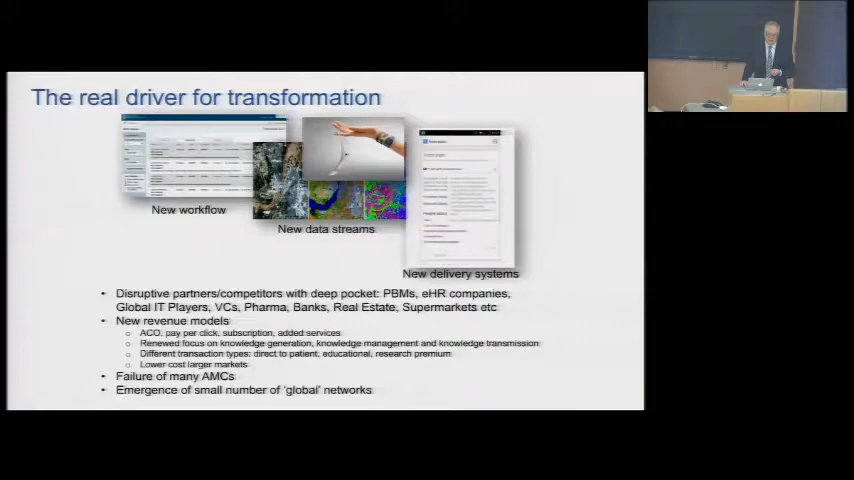 The real driver for transformation
New workflow
New data streams
New delivery systems
• Disruptive partners/competitors with deep pocket: PBMs, eHR companies,
Global IT Players, VCs, Pharma, Banks, Real Estate, Supermarkets etc
• New revenue models
○ ACO, pay per click, subscription, added services
○ Renewed focus on knowledge generation, knowledge management and knowledge transmission
○ Different transaction types: direct to patient, educational, research premium
○ Lower cost larger markets
• Failure of many AMCs
• Emergence of small number of 'global' networks